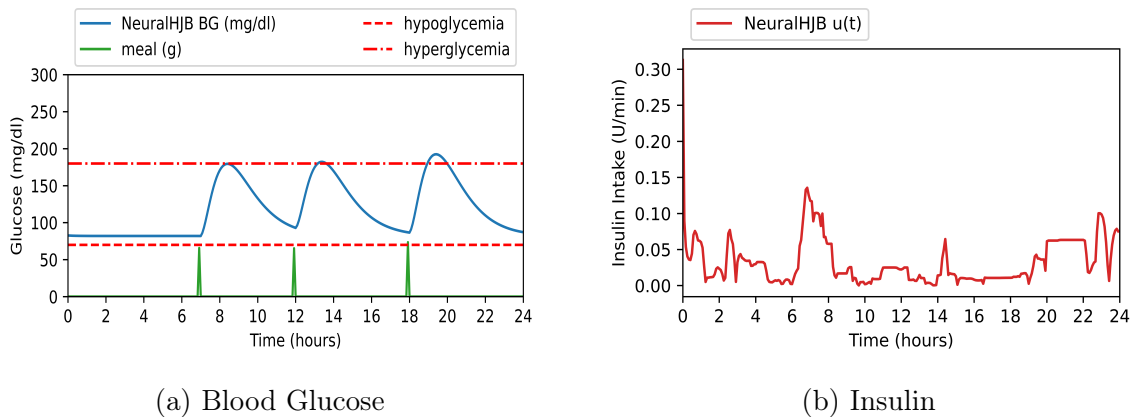 NeuralHJB BG (mg/dl)
meal (g)
hypoglycemia
hyperglycemia
Glucose (mg/dl)
300
250
200
150
100
50
0
0 2 4 6 8 10 12 14 16 18 20 22 24
Time (hours)
(a) Blood Glucose
NeuralHJB u(t)
Insulin Intake (U/min)
0.30
0.25
0.20
0.15
0.10
0.05
0.00
0 2 4 6 8 10 12 14 16 18 20 22 24
Time (hours)
(b) Insulin